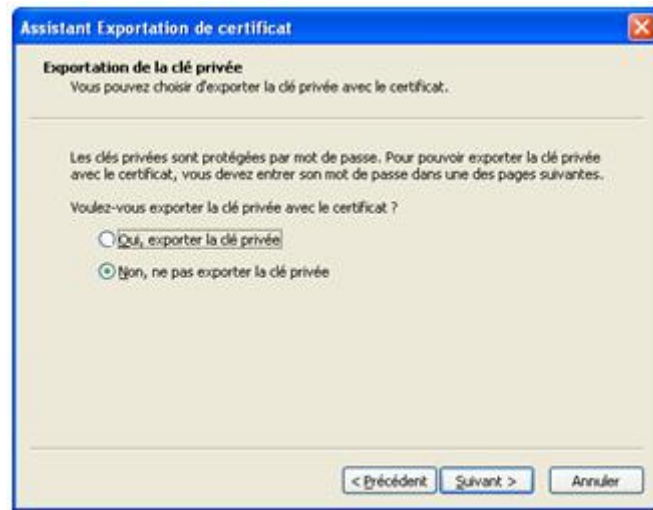 Assistant Exportation de certificat
Exportation de la clé privée
Vous pouvez choisir d'exporter la clé privée avec le certificat.
Les clés privées sont protégées par mot de passe. Pour pouvoir exporter la clé privée
avec le certificat, vous devez entrer son mot de passe dans une des pages suivantes.
Voulez-vous exporter la clé privée avec le certificat ?
Oui, exporter la clé privée
Non, ne pas exporter la clé privée
< Précédent Suivant > Annuler